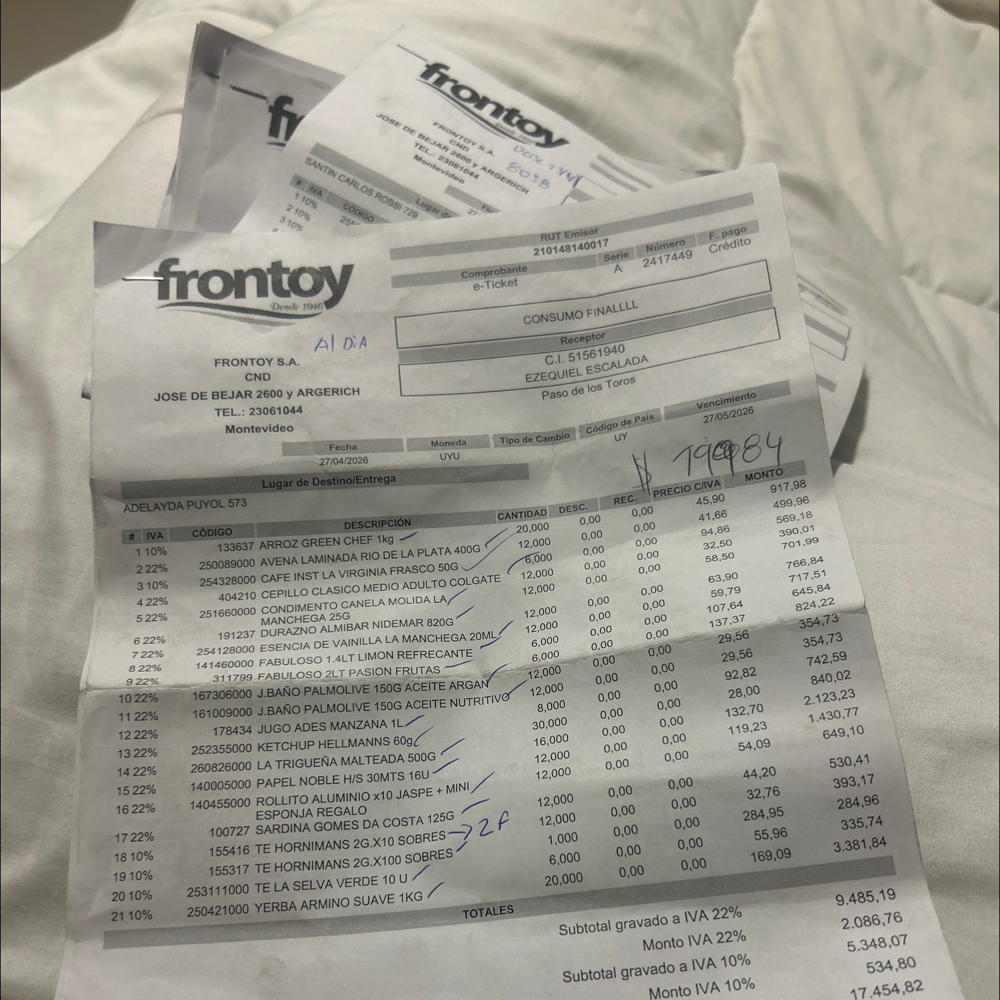 frontoy
Desde 1946
FRONTOY S.A.
CND
JOSE DE BEJAR 2600 y ARGERICH
TEL.: 23061044
Montevideo
8038
SANTIN CARLOS ROSSI 729
# IVA CÓDIGO Lugar de
1 10%
2 10%
3 10%
frontoy
Desde 1946
Al DiA
FRONTOY S.A.
CND
JOSE DE BEJAR 2600 y ARGERICH
TEL.: 23061044
Montevideo
RUT Emisor
210148140017
Comprobante Serie Número F. pago
e-Ticket A 2417449 Crédito
CONSUMO FINALLLL
Receptor
C.I. 51561940
EZEQUIEL ESCALADA
Paso de los Toros
Fecha Moneda Tipo de Cambio Código de País Vencimiento
27/04/2026 UYU UY 27/05/2026
Lugar de Destino/Entrega
ADELAYDA PUYOL 573
# IVA CÓDIGO DESCRIPCIÓN CANTIDAD DESC. REC. PRECIO C/IVA MONTO
1 10% 133637 ARROZ GREEN CHEF 1kg 20,000 0,00 0,00 45,90 917,98
2 22% 250089000 AVENA LAMINADA RIO DE LA PLATA 400G 12,000 0,00 0,00 41,66 499,96
3 10% 254328000 CAFE INST LA VIRGINIA FRASCO 50G 6,000 0,00 0,00 94,86 569,18
4 22% 404210 CEPILLO CLASICO MEDIO ADULTO COLGATE 12,000 0,00 0,00 32,50 390,01
5 22% 251660000 CONDIMENTO CANELA MOLIDA LA 12,000 0,00 0,00 58,50 701,99
MANCHEGA 25G
6 22% 191237 DURAZNO ALMIBAR NIDEMAR 820G 12,000 0,00 0,00 63,90 766,84
7 22% 254128000 ESENCIA DE VAINILLA LA MANCHEGA 20ML 12,000 0,00 0,00 59,79 717,51
8 22% 141460000 FABULOSO 1.4LT LIMON REFRECANTE 6,000 0,00 0,00 107,64 645,84
9 22% 311799 FABULOSO 2LT PASION FRUTAS 6,000 0,00 0,00 137,37 824,22
10 22% 167306000 J.BAÑO PALMOLIVE 150G ACEITE ARGAN 12,000 0,00 0,00 29,56 354,73
11 22% 161009000 J.BAÑO PALMOLIVE 150G ACEITE NUTRITIVO 12,000 0,00 0,00 29,56 354,73
12 22% 178434 JUGO ADES MANZANA 1L 8,000 0,00 0,00 92,82 742,59
13 22% 252355000 KETCHUP HELLMANNS 60g 30,000 0,00 0,00 28,00 840,02
14 22% 260826000 LA TRIGUEÑA MALTEADA 500G 16,000 0,00 0,00 132,70 2.123,23
15 22% 140005000 PAPEL NOBLE H/S 30MTS 16U 12,000 0,00 0,00 119,23 1.430,77
16 22% 140455000 ROLLITO ALUMINIO x10 JASPE + MINI 12,000 0,00 0,00 54,09 649,10
ESPONJA REGALO
17 22% 100727 SARDINA GOMES DA COSTA 125G 12,000 0,00 0,00 44,20 530,41
18 10% 155416 TE HORNIMANS 2G.X10 SOBRES 12,000 0,00 0,00 32,76 393,17
19 10% 155317 TE HORNIMANS 2G.X100 SOBRES 1,000 0,00 0,00 284,95 284,96
20 10% 253111000 TE LA SELVA VERDE 10 U 6,000 0,00 0,00 55,96 335,74
21 10% 250421000 YERBA ARMINO SUAVE 1KG 20,000 0,00 0,00 169,09 3.381,84
TOTALES
Subtotal gravado a IVA 22% 9.485,19
Monto IVA 22% 2.086,76
Subtotal gravado a IVA 10% 5.348,07
Monto IVA 10% 534,80
17.454,82